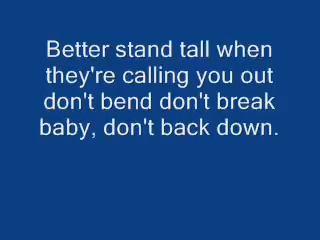 Better stand tall when
they're calling you out
don't bend don't break
baby, don't back down.